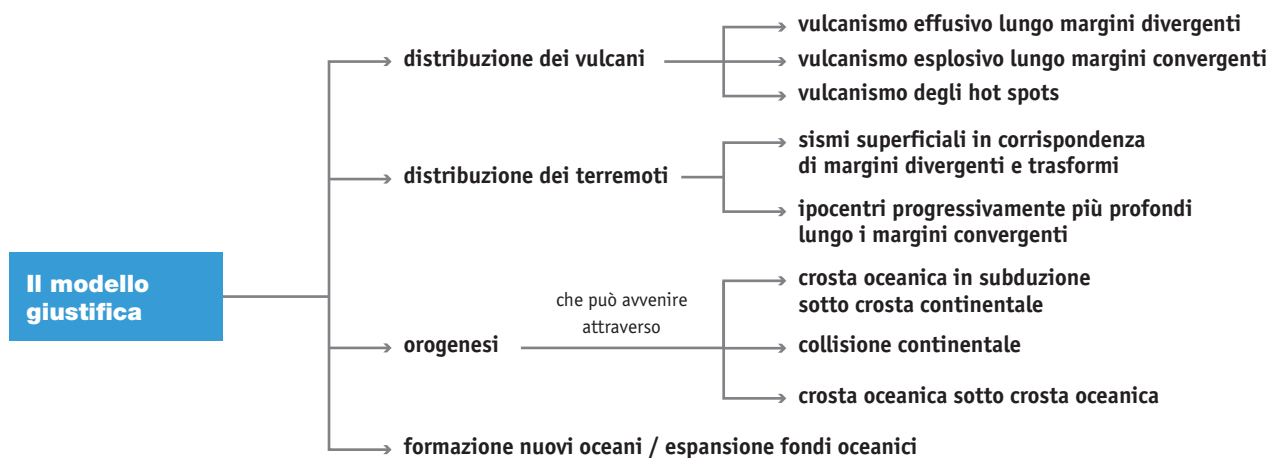 vulcanismo effusivo lungo margini divergenti
distribuzione dei vulcani
vulcanismo esplosivo lungo margini convergenti
vulcanismo degli hot spots
sismi superficiali in corrispondenza
di margini divergenti e trasformi
distribuzione dei terremoti
ipocentri progressivamente più profondi
lungo i margini convergenti
Il modello
giustifica
che può avvenire
attraverso
crosta oceanica in subduzione
sotto crosta continentale
orogenesi
collisione continentale
crosta oceanica sotto crosta oceanica
formazione nuovi oceani / espansione fondi oceanici